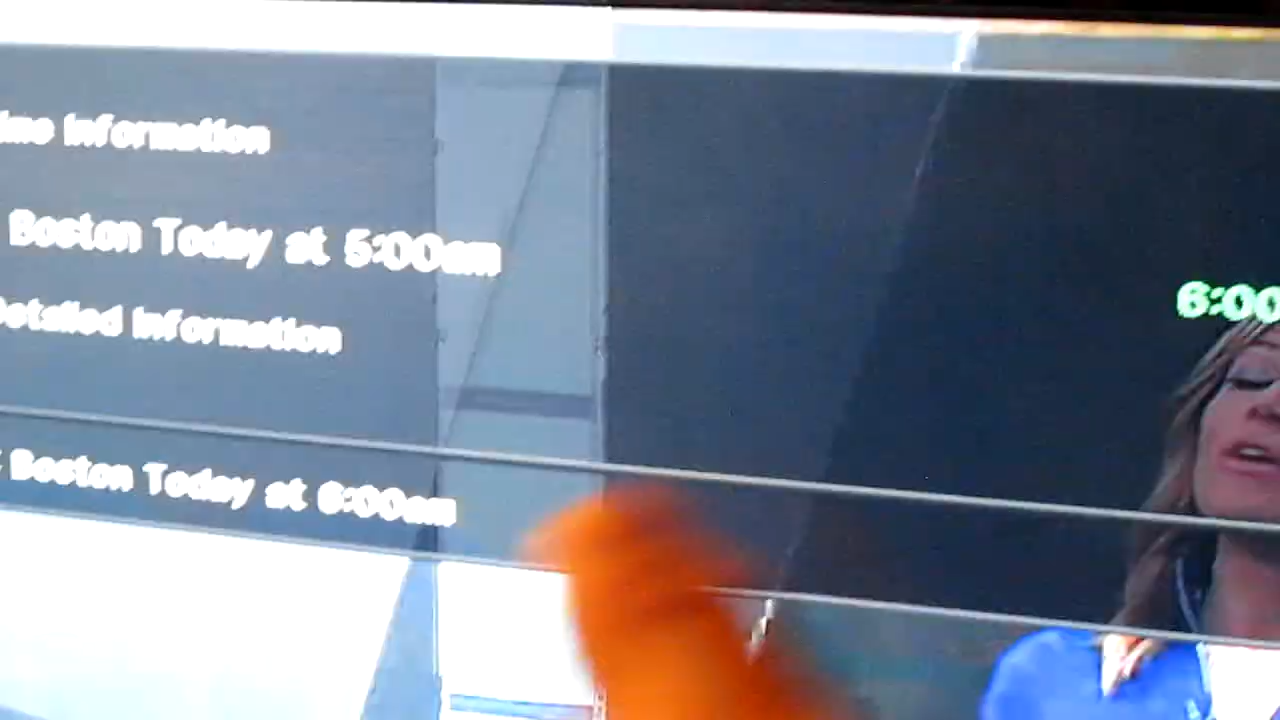 Information
Boston Today at 5:00am
Detailed Information
Boston Today at 6:00am
6:00